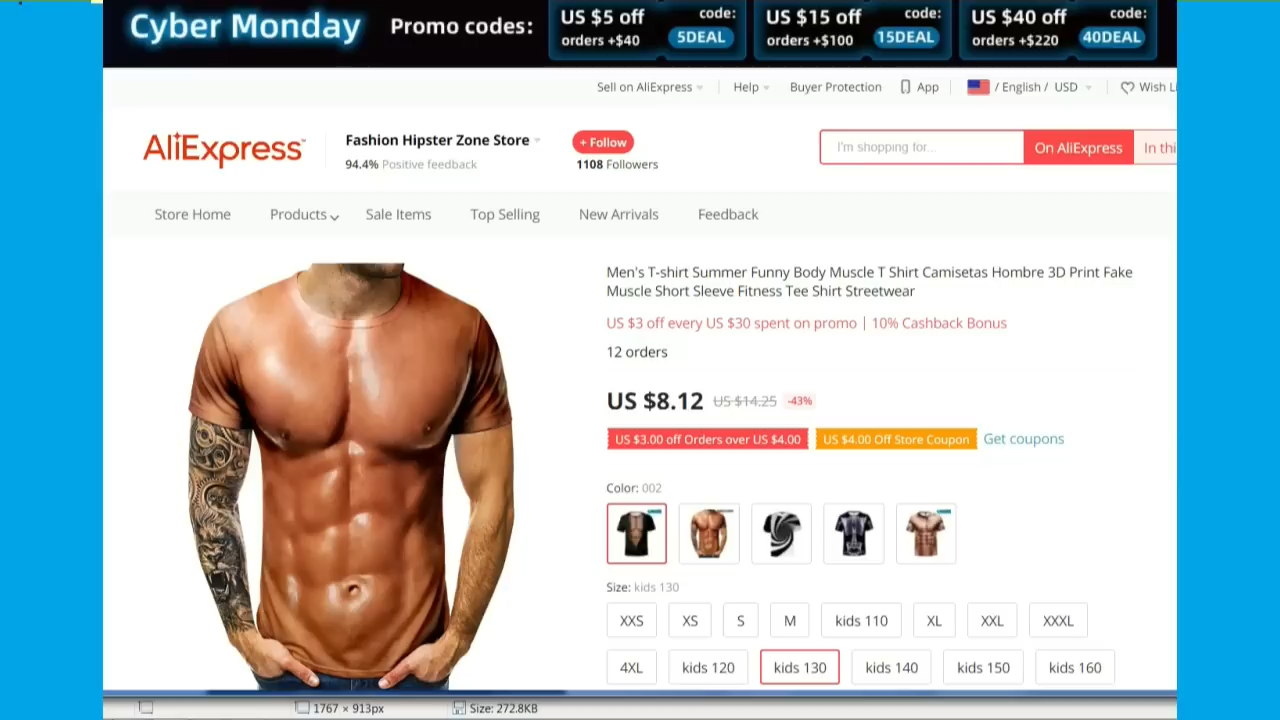 Cyber Monday
Promo codes:
US $5 off
orders +$40
code:
5DEAL
US $15 off
orders +$100
code:
15DEAL
US $40 off
orders +$220
code:
40DEAL
Sell on AliExpress
Help
Buyer Protection
App
/ English / USD
Wish Li
AliExpress
Fashion Hipster Zone Store
94.4% Positive feedback
+ Follow
1108 Followers
I'm shopping for...
On AliExpress
In thi
Store Home
Products
Sale Items
Top Selling
New Arrivals
Feedback
Men's T-shirt Summer Funny Body Muscle T Shirt Camisetas Hombre 3D Print Fake
Muscle Short Sleeve Fitness Tee Shirt Streetwear
US $3 off every US $30 spent on promo | 10% Cashback Bonus
12 orders
US $8.12 US $14.25 -43%
US $3.00 off Orders over US $4.00
US $4.00 Off Store Coupon
Get coupons
Color: 002
Size: kids 130
XXS XS S M kids 110 XL XXL XXXL
4XL kids 120 kids 130 kids 140 kids 150 kids 160
1767 × 913px
Size: 272.8KB